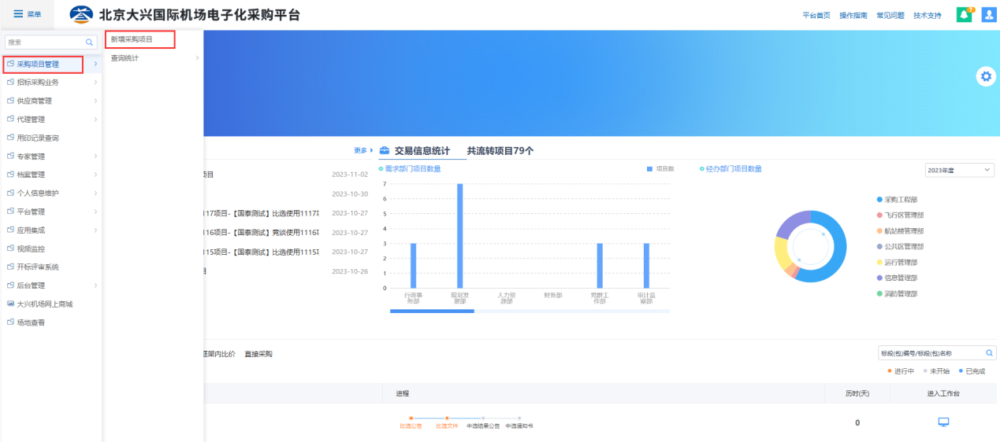 菜单
北京大兴国际机场电子化采购平台
平台首页 操作指南 常见问题 技术支持
7
搜索
采购项目管理
招标采购业务
供应商管理
代理管理
用印记录查询
专家管理
档案管理
个人信息维护
平台管理
应用集成
视频监控
开标评审系统
后台管理
大兴机场网上商城
场地查看
新增采购项目
查询统计
更多
项目 2023-11-02
2023-10-30
117项目-【国泰测试】比选使用1117项 2023-10-27
116项目-【国泰测试】竞谈使用1116项 2023-10-27
115项目-【国泰测试】比选使用1115项 2023-10-27
2023-10-26
交易信息统计 共流转项目79个
需求部门项目数量
项目数
7
6
5
4
3
2
1
0
行政事务部
规划发展部
人力资源部
财务部
党群工作部
审计监察部
经办部门项目数量
2023年度
采购工程部
飞行区管理部
航站楼管理部
公共区管理部
运行管理部
信息管理部
消防管理部
框架内比价 直接采购
标段(包)编号/标段(包)名称
进行中 未开始 已完成
进程 历时(天) 进入工作台
比选公告 比选文件 中选结果公告 中选通知书
0